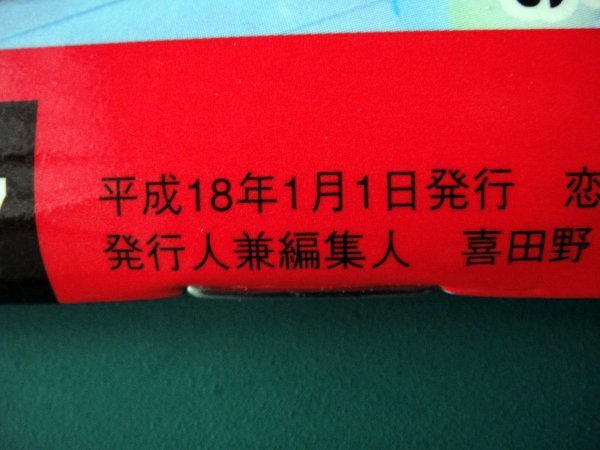 平成18年1月1日発行　恋
発行人兼編集人　喜田野